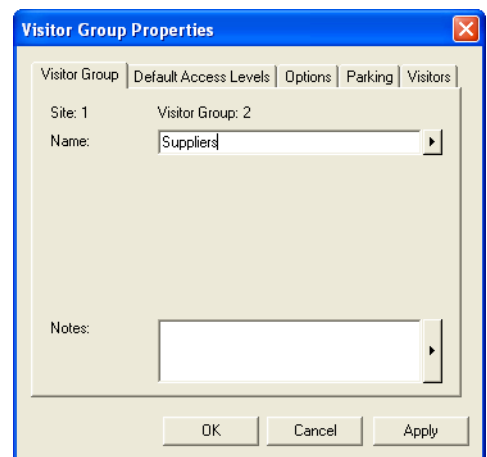 Visitor Group Properties
Visitor Group Default Access Levels Options Parking Visitors
Site: 1 Visitor Group: 2
Name: Suppliers
Notes:
OK Cancel Apply